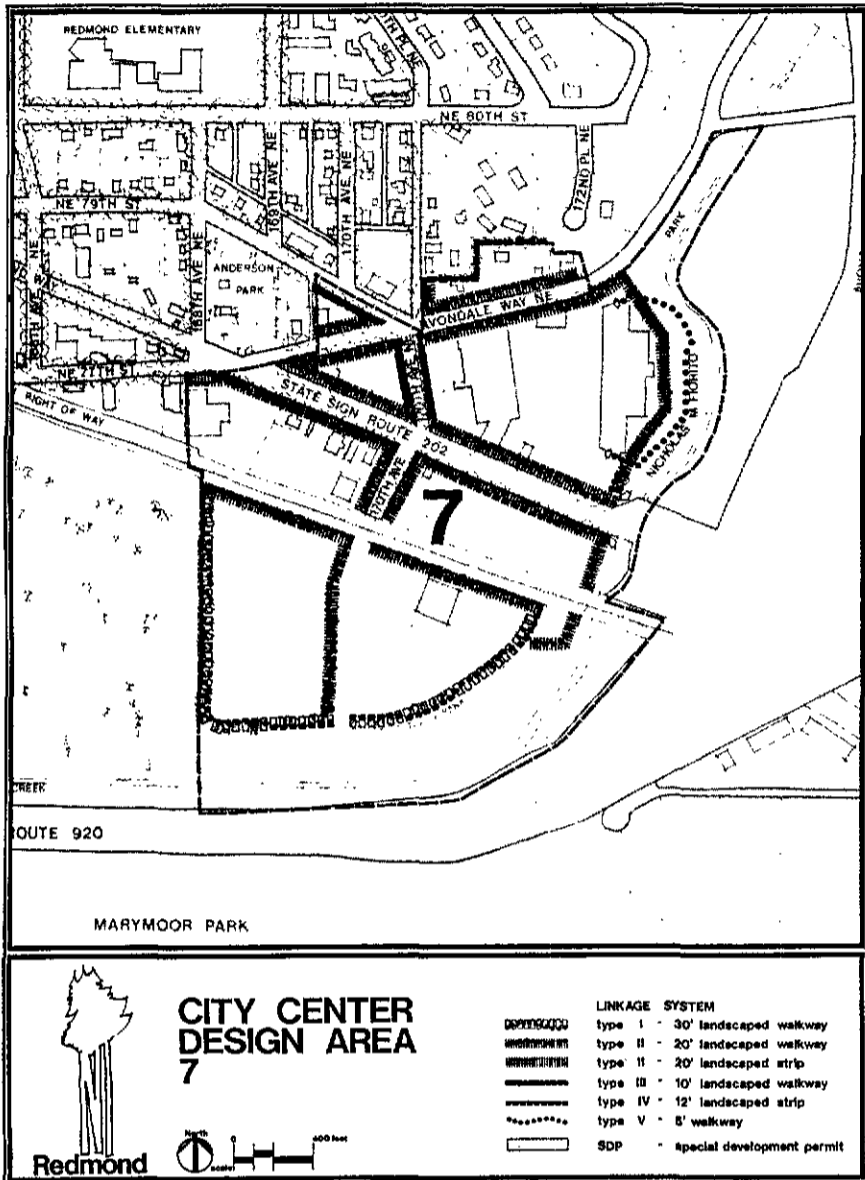 REDMOND ELEMENTARY
NE 80TH ST
169TH AVE NE
170TH AVE NE
172ND PL NE
NE 79TH ST
168TH AVE NE
ANDERSON
PARK
PARK
AVONDALE WAY NE
NE 77TH ST
RIGHT OF WAY
STATE SIGN ROUTE 202
170TH AVE NE
NICHOLAS
170TH AVE
7
CREEK
ROUTE 920
MARYMOOR PARK
CITY CENTER
DESIGN AREA
7
Redmond
North
scale
0
400 feet
LINKAGE SYSTEM
type I - 30' landscaped walkway
type II - 20' landscaped walkway
type II - 20' landscaped strip
type III - 10' landscaped walkway
type IV - 12' landscaped strip
type V - 5' walkway
SDP - special development permit